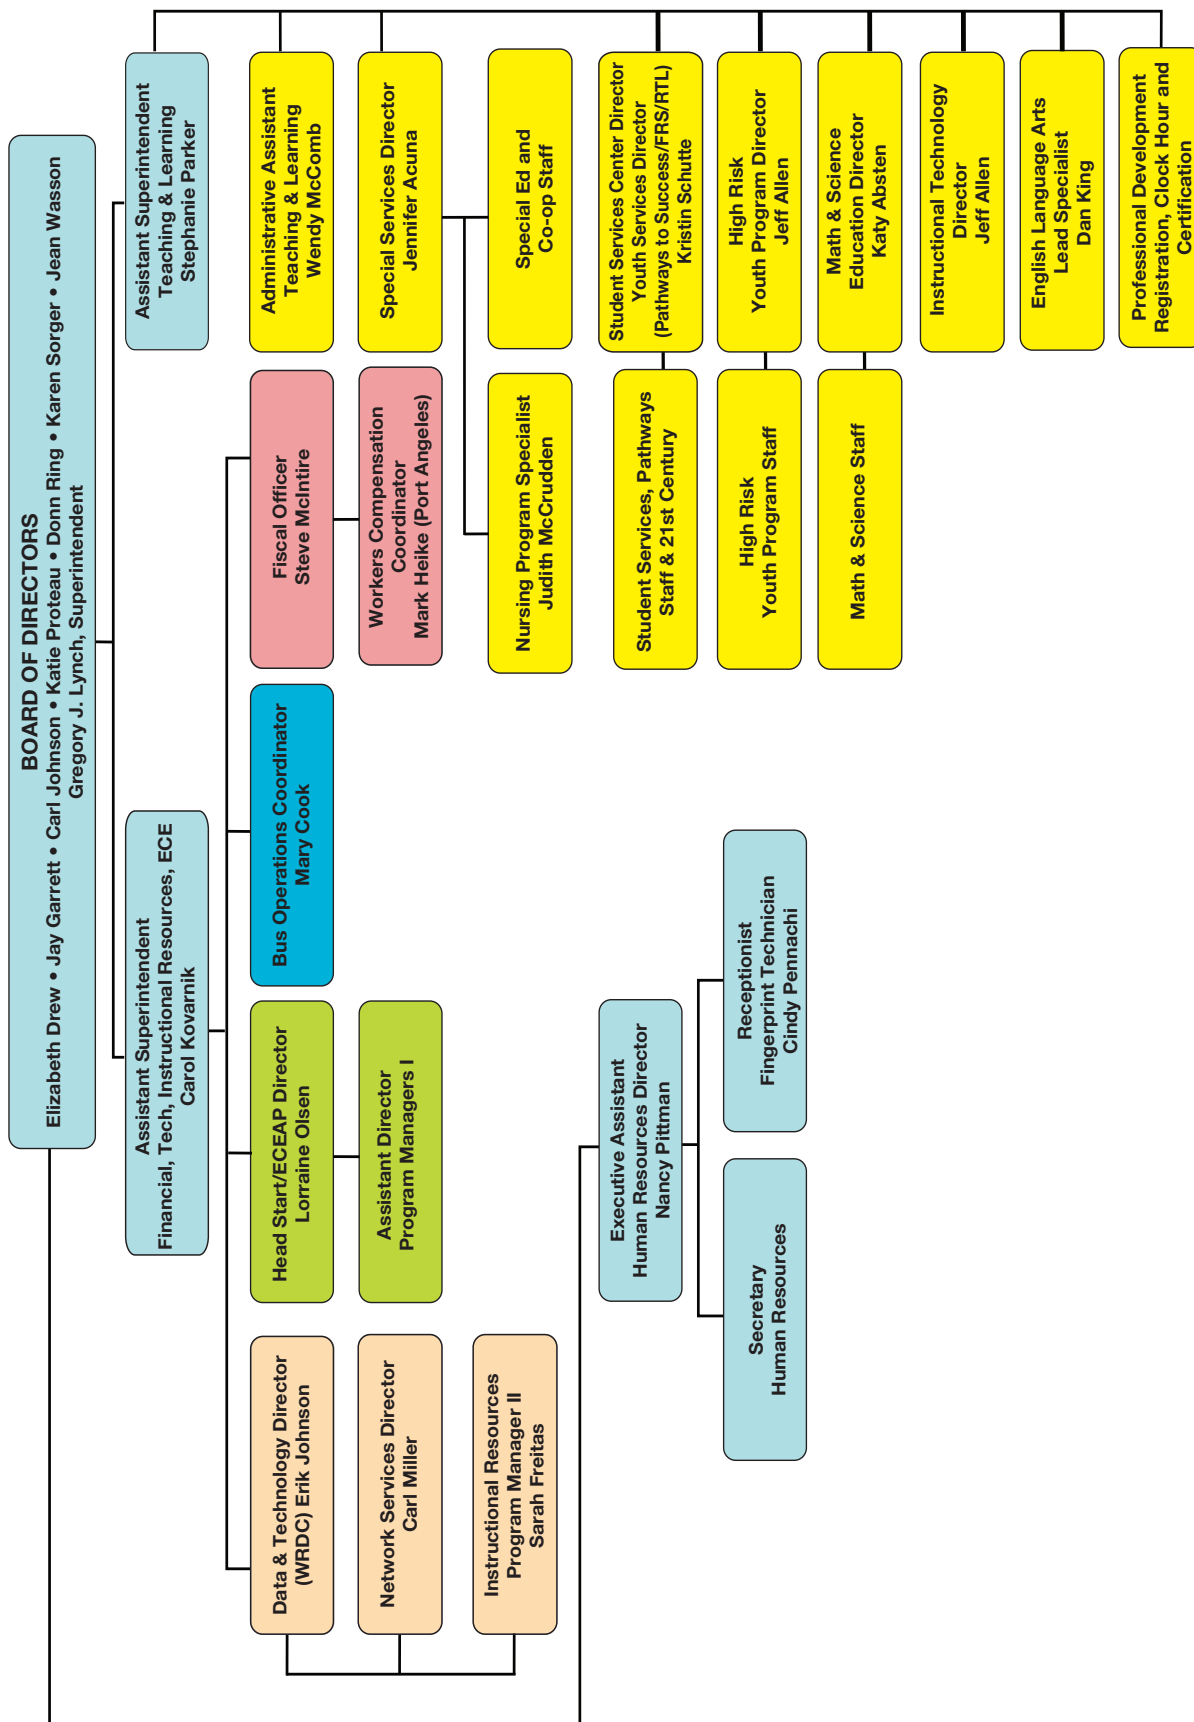 BOARD OF DIRECTORS
Elizabeth Drew • Jay Garrett • Carl Johnson • Katie Proteau • Donn Ring • Karen Sorger • Jean Wasson
Gregory J. Lynch, Superintendent
Assistant Superintendent
Financial, Tech, Instructional Resources, ECE
Carol Kovarnik
Assistant Superintendent
Teaching & Learning
Stephanie Parker
Data & Technology Director
(WRDC) Erik Johnson
Network Services Director
Carl Miller
Instructional Resources
Program Manager II
Sarah Freitas
Head Start/ECEAP Director
Lorraine Olsen
Assistant Director
Program Managers I
Bus Operations Coordinator
Mary Cook
Fiscal Officer
Steve McIntire
Workers Compensation
Coordinator
Mark Heike (Port Angeles)
Administrative Assistant
Teaching & Learning
Wendy McComb
Special Services Director
Jennifer Acuna
Nursing Program Specialist
Judith McCrudden
Special Ed and
Co-op Staff
Student Services, Pathways
Staff & 21st Century
Student Services Center Director
Youth Services Director
(Pathways to Success/FRS/RTL)
Kristin Schutte
High Risk
Youth Program Staff
High Risk
Youth Program Director
Jeff Allen
Math & Science Staff
Math & Science
Education Director
Katy Absten
Instructional Technology
Director
Jeff Allen
English Language Arts
Lead Specialist
Dan King
Professional Development
Registration, Clock Hour and
Certification
Executive Assistant
Human Resources Director
Nancy Pittman
Secretary
Human Resources
Receptionist
Fingerprint Technician
Cindy Pennachi